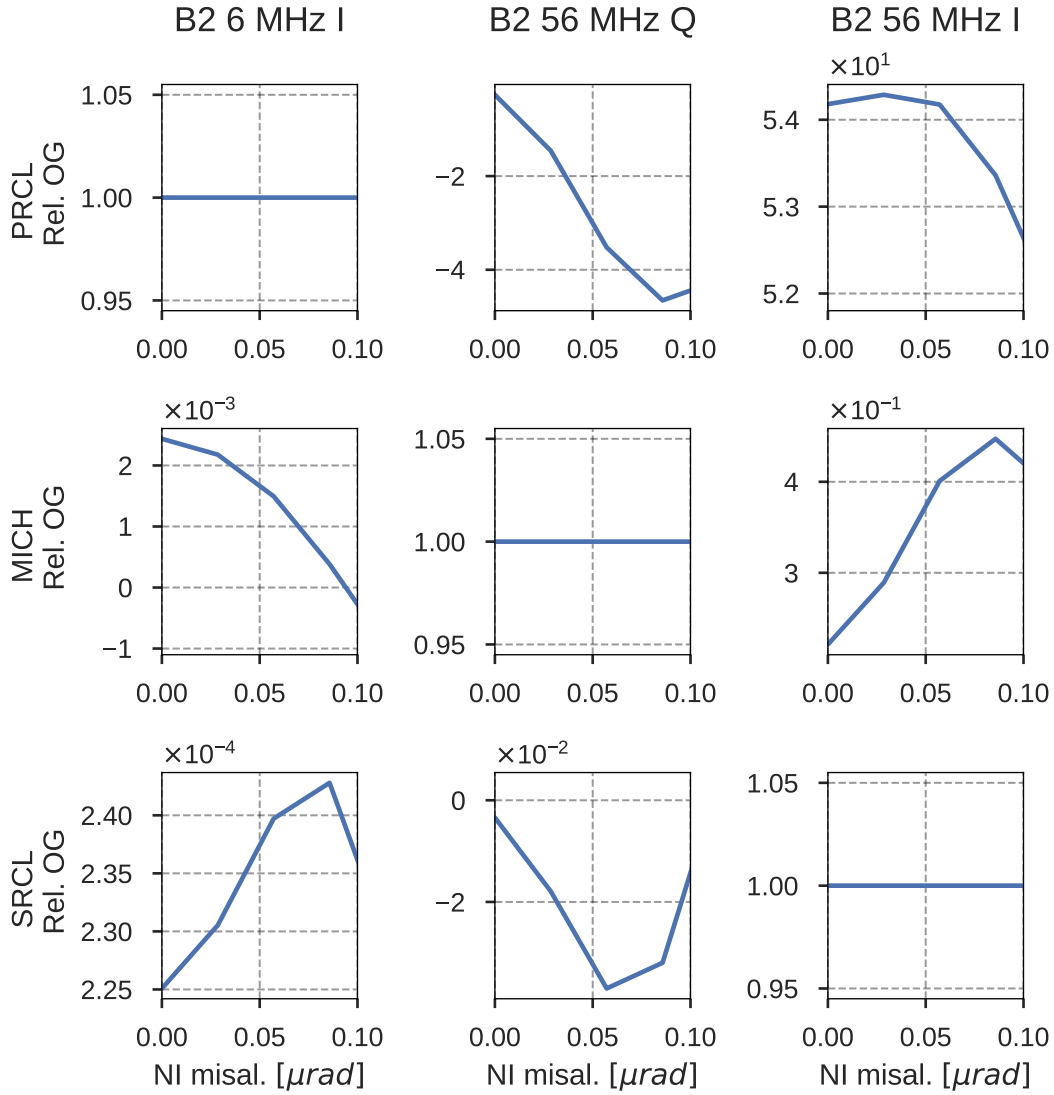 B2 6 MHz I B2 56 MHz Q B2 56 MHz I
×10¹
PRCL
Rel. OG
1.05
1.00
0.95
−2
−4
5.4
5.3
5.2
0.00 0.05 0.10 0.00 0.05 0.10 0.00 0.05 0.10
×10⁻³ ×10⁻¹
MICH
Rel. OG
2
1
0
−1
1.05
1.00
0.95
4
3
0.00 0.05 0.10 0.00 0.05 0.10 0.00 0.05 0.10
×10⁻⁴ ×10⁻²
SRCL
Rel. OG
2.40
2.35
2.30
2.25
0
−2
1.05
1.00
0.95
0.00 0.05 0.10 0.00 0.05 0.10 0.00 0.05 0.10
NI misal. [μrad] NI misal. [μrad] NI misal. [μrad]